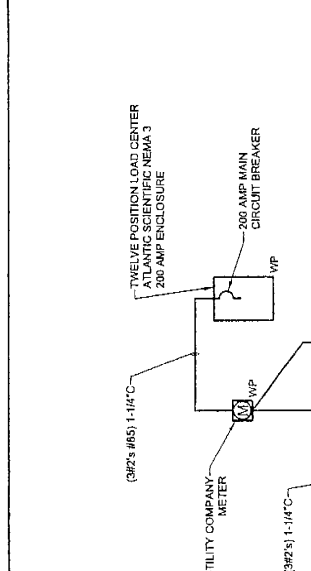 TWELVE POSITION LOAD CENTER
ATLANTIC SCIENTIFIC NEMA 3
200 AMP ENCLOSURE
200 AMP MAIN
CIRCUIT BREAKER
WP
(3#2's #65) 1-1/4"C
M
WP
TILITY COMPANY
METER
(3#2's) 1-1/4"C